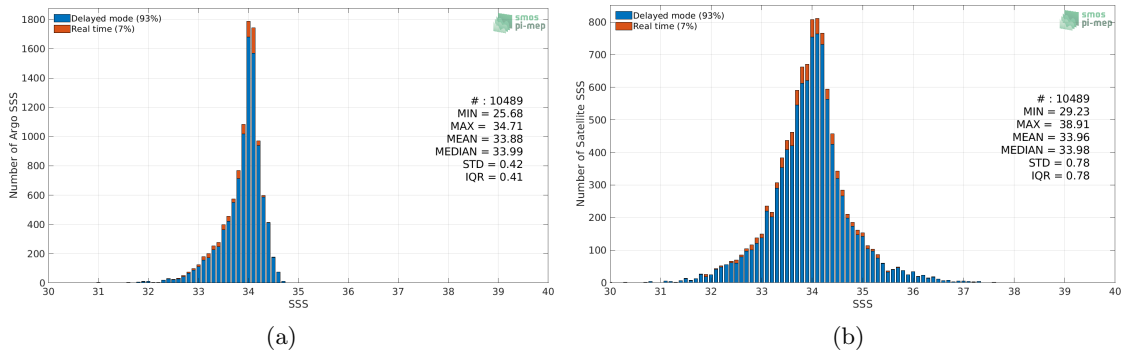 Delayed mode (93%)
Real time (7%)
smos
pi-mep
Number of Argo SSS
1800
1600
1400
1200
1000
800
600
400
200
0
# : 10489
MIN = 25.68
MAX = 34.71
MEAN = 33.88
MEDIAN = 33.99
STD = 0.42
IQR = 0.41
30 31 32 33 34 35 36 37 38 39 40
SSS
(a)
Delayed mode (93%)
Real time (7%)
smos
pi-mep
Number of Satellite SSS
800
700
600
500
400
300
200
100
0
# : 10489
MIN = 29.23
MAX = 38.91
MEAN = 33.96
MEDIAN = 33.98
STD = 0.78
IQR = 0.78
30 31 32 33 34 35 36 37 38 39 40
SSS
(b)